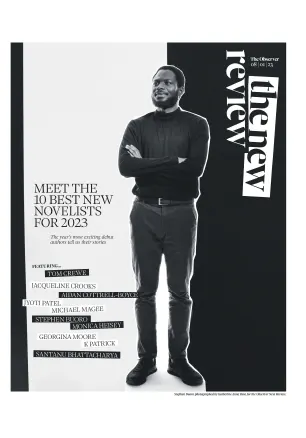 The Observer
08 | 01 | 23
the new
review
MEET THE
10 BEST NEW
NOVELISTS
FOR 2023
The year's most exciting debut
authors tell us their stories
FEATURING...
TOM CREWE
JACQUELINE CROOKS
AIDAN COTTRELL-BOYCE
JYOTI PATEL
MICHAEL MAGEE
STEPHEN BUORO
MONICA HEISEY
GEORGINA MOORE
K PATRICK
SANTANU BHATTACHARYA